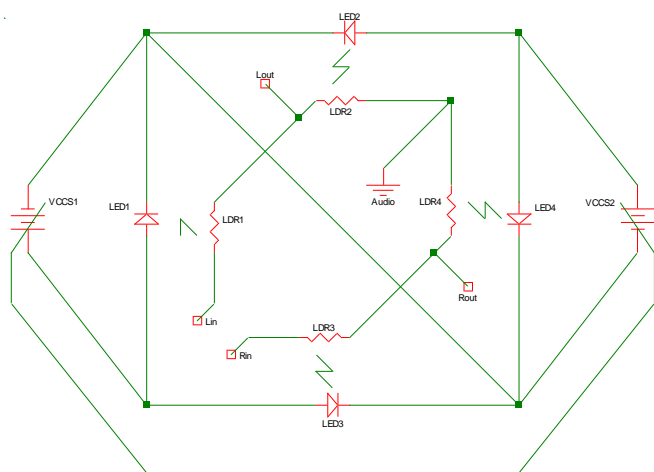 LED2
Lout
LDR2
VCCS1
LED1
LDR1
Audio
LDR4
LED4
VCCS2
Lin
Rout
LDR3
Rin
LED3